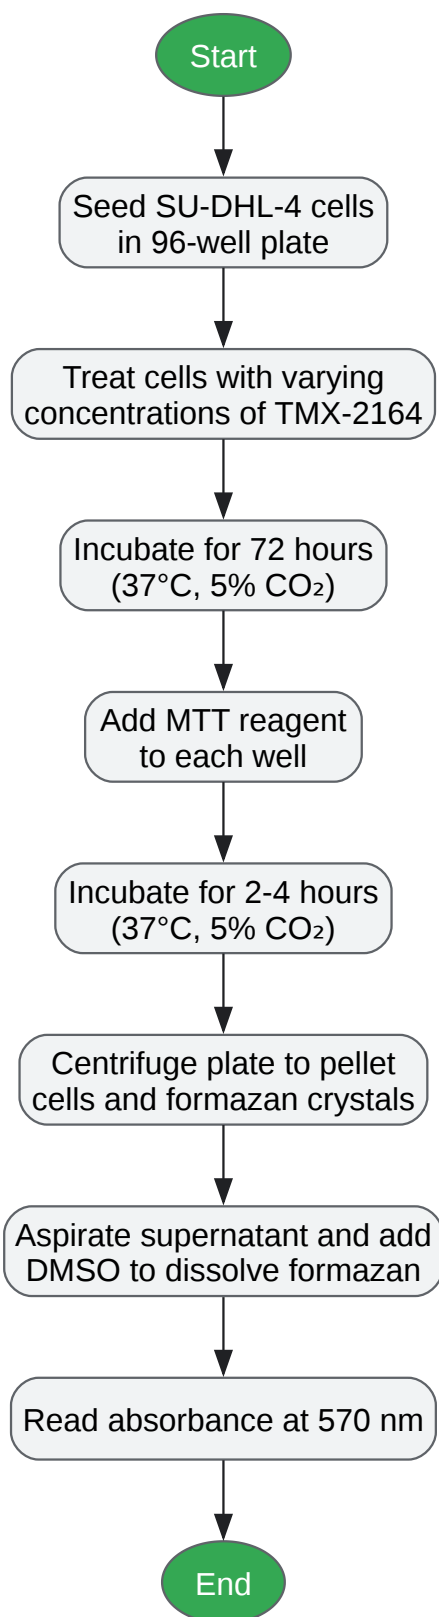 Start
Seed SU-DHL-4 cells
in 96-well plate
Treat cells with varying
concentrations of TMX-2164
Incubate for 72 hours
(37°C, 5% CO₂)
Add MTT reagent
to each well
Incubate for 2-4 hours
(37°C, 5% CO₂)
Centrifuge plate to pellet
cells and formazan crystals
Aspirate supernatant and add
DMSO to dissolve formazan
Read absorbance at 570 nm
End